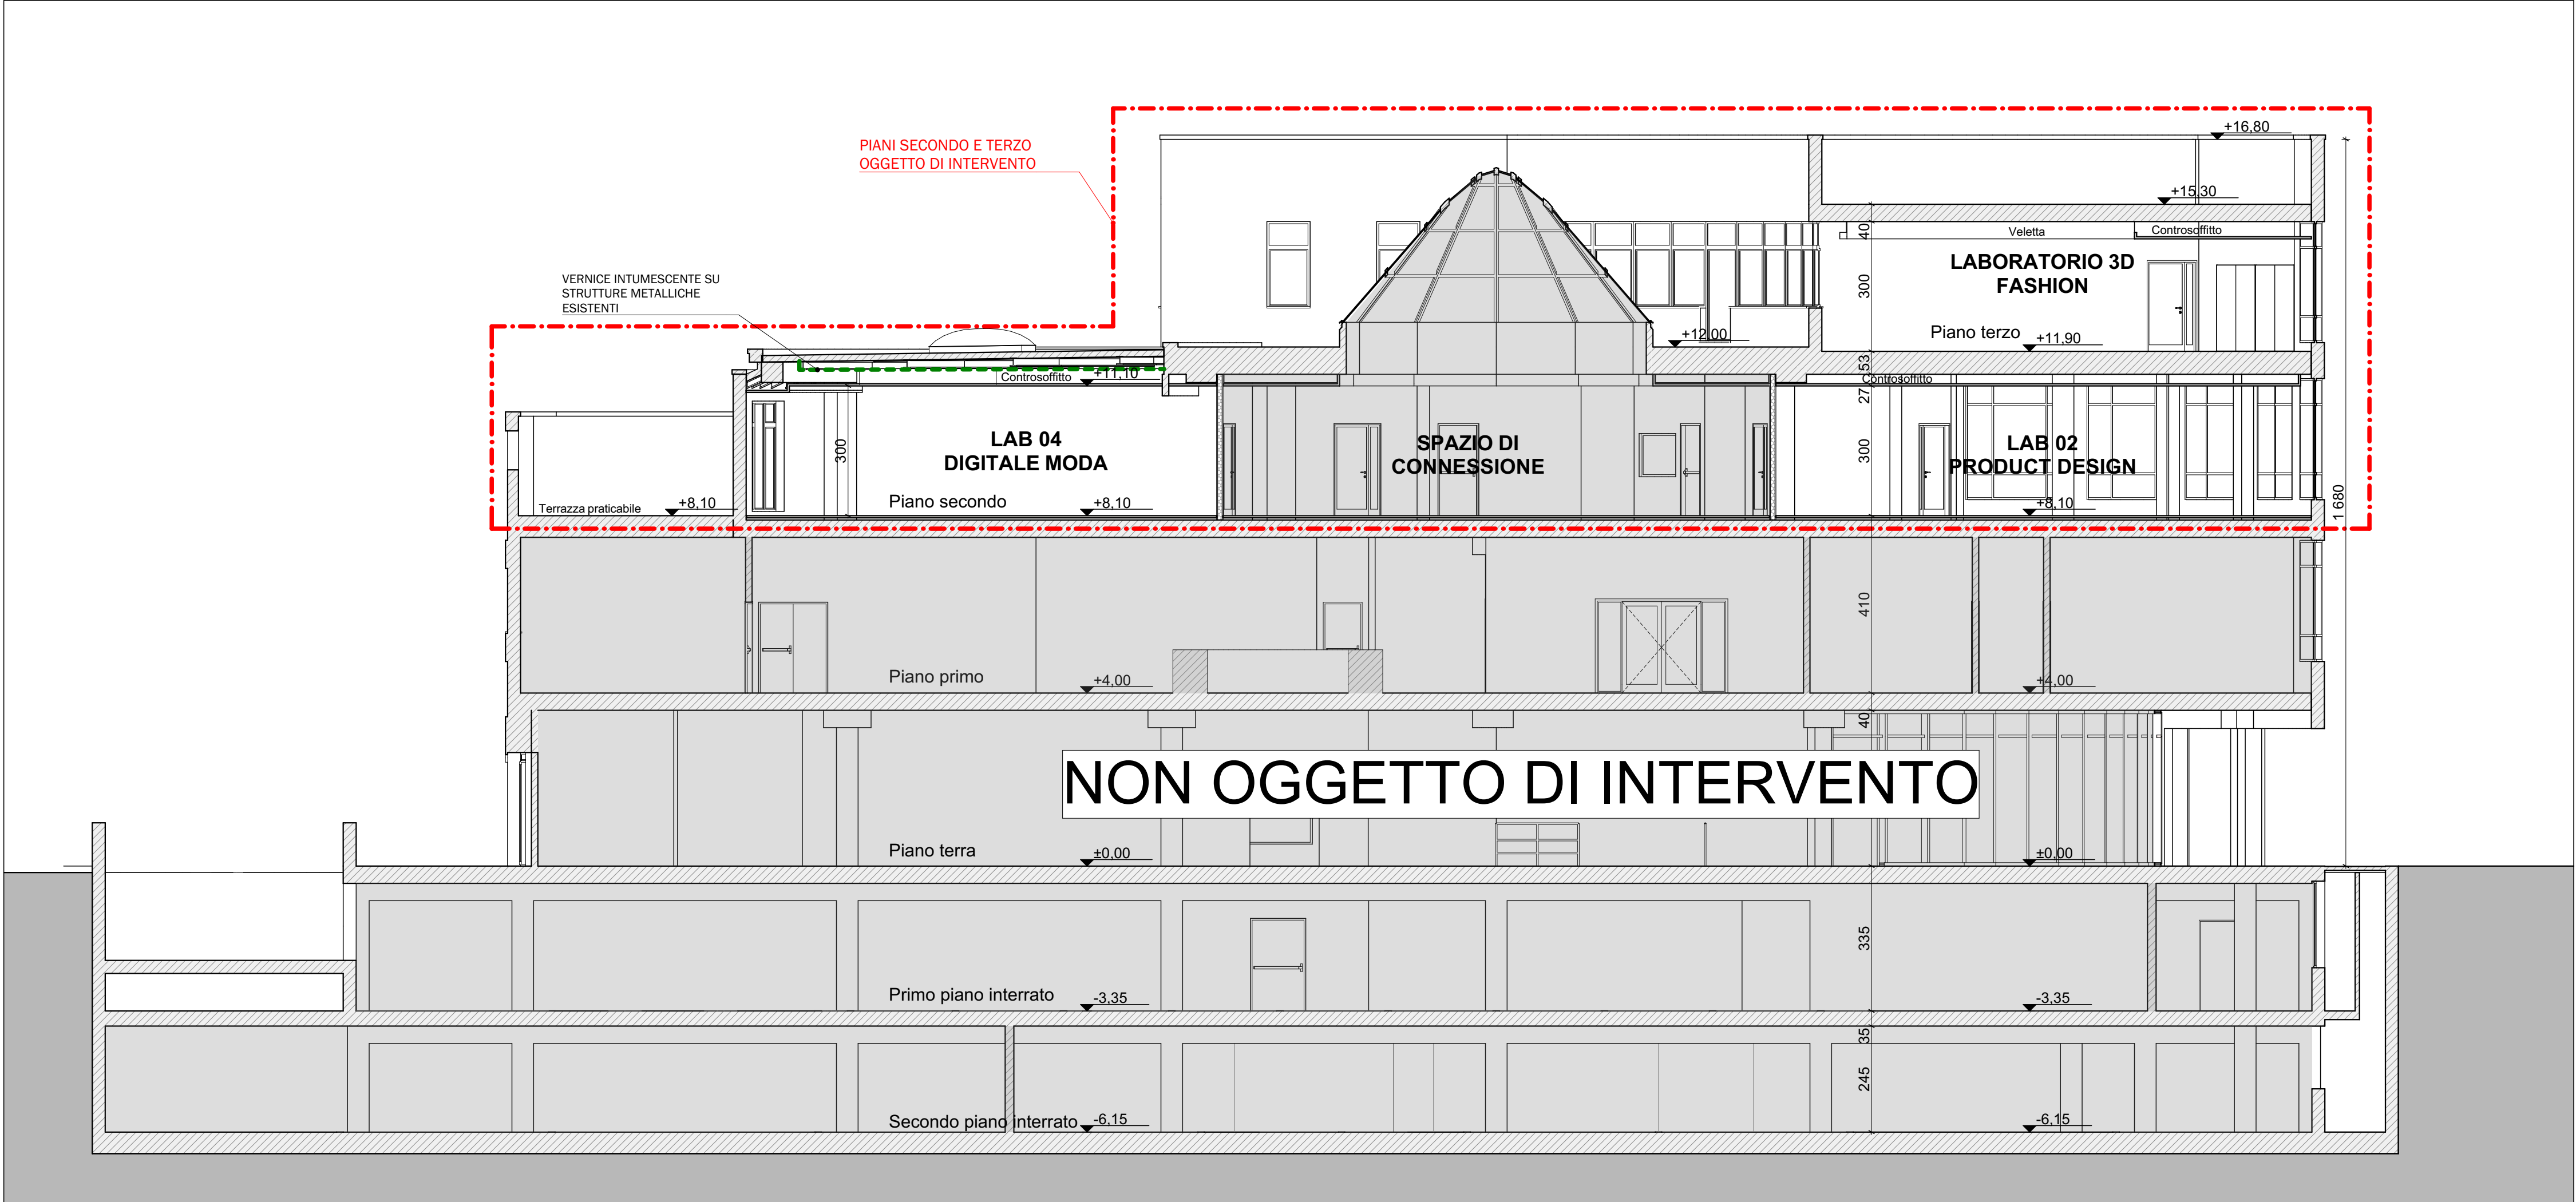 +16,80
PIANI SECONDO E TERZO
OGGETTO DI INTERVENTO
+15,30
40
Veletta
Controsoffitto
LABORATORIO 3D
FASHION
300
VERNICE INTUMESCENTE SU
STRUTTURE METALLICHE
ESISTENTI
Piano terzo
+11,90
+12,00
53
Controsoffitto
+11,10
Controsoffitto
27
LAB 04
DIGITALE MODA
300
SPAZIO DI
CONNESSIONE
300
LAB 02
PRODUCT DESIGN
Terrazza praticabile
+8,10
Piano secondo
+8,10
+8,10
1680
410
Piano primo
+4,00
+4,00
40
NON OGGETTO DI INTERVENTO
Piano terra
±0,00
±0,00
335
Primo piano interrato
-3,35
-3,35
35
245
Secondo piano interrato
-6,15
-6,15